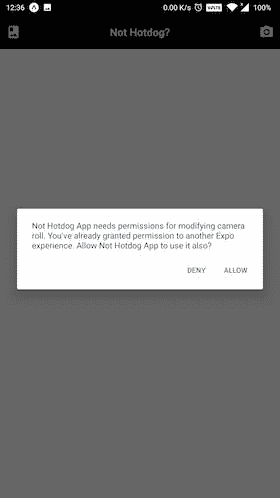 12:36 0.00 K/s VoLTE 100%
Not Hotdog?
Not Hotdog App needs permissions for modifying camera
roll. You've already granted permission to another Expo
experience. Allow Not Hotdog App to use it also?
DENY ALLOW